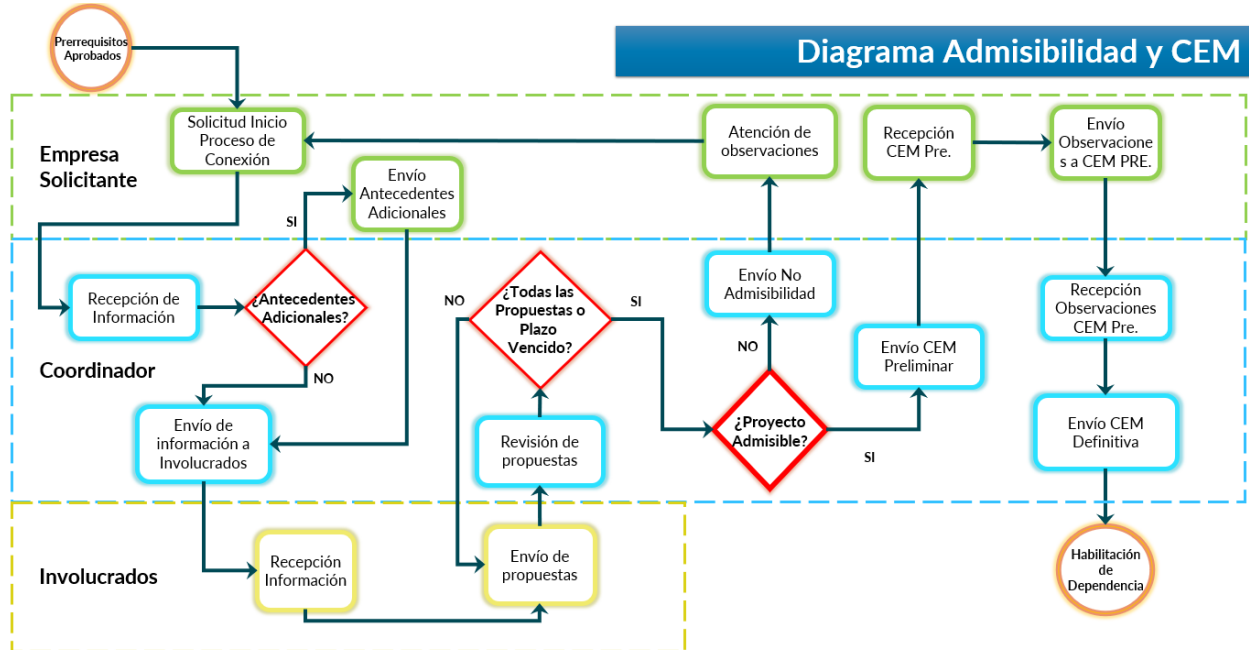 Prerrequisitos
Aprobados
Diagrama Admisibilidad y CEM
Empresa
Solicitante
Solicitud Inicio
Proceso de
Conexión
Atención de
observaciones
Recepción
CEM Pre.
Envío
Observacione
s a CEM PRE.
Envío
Antecedentes
Adicionales
SI
Coordinador
Recepción de
Información
¿Antecedentes
Adicionales?
NO
Envío de
información a
Involucrados
NO
¿Todas las
Propuestas o
Plazo
Vencido?
SI
Revisión de
propuestas
Envío No
Admisibilidad
NO
¿Proyecto
Admisible?
SI
Envío CEM
Preliminar
Recepción
Observaciones
CEM Pre.
Envío CEM
Definitiva
Involucrados
Recepción
Información
Envío de
propuestas
Habilitación
de
Dependencia